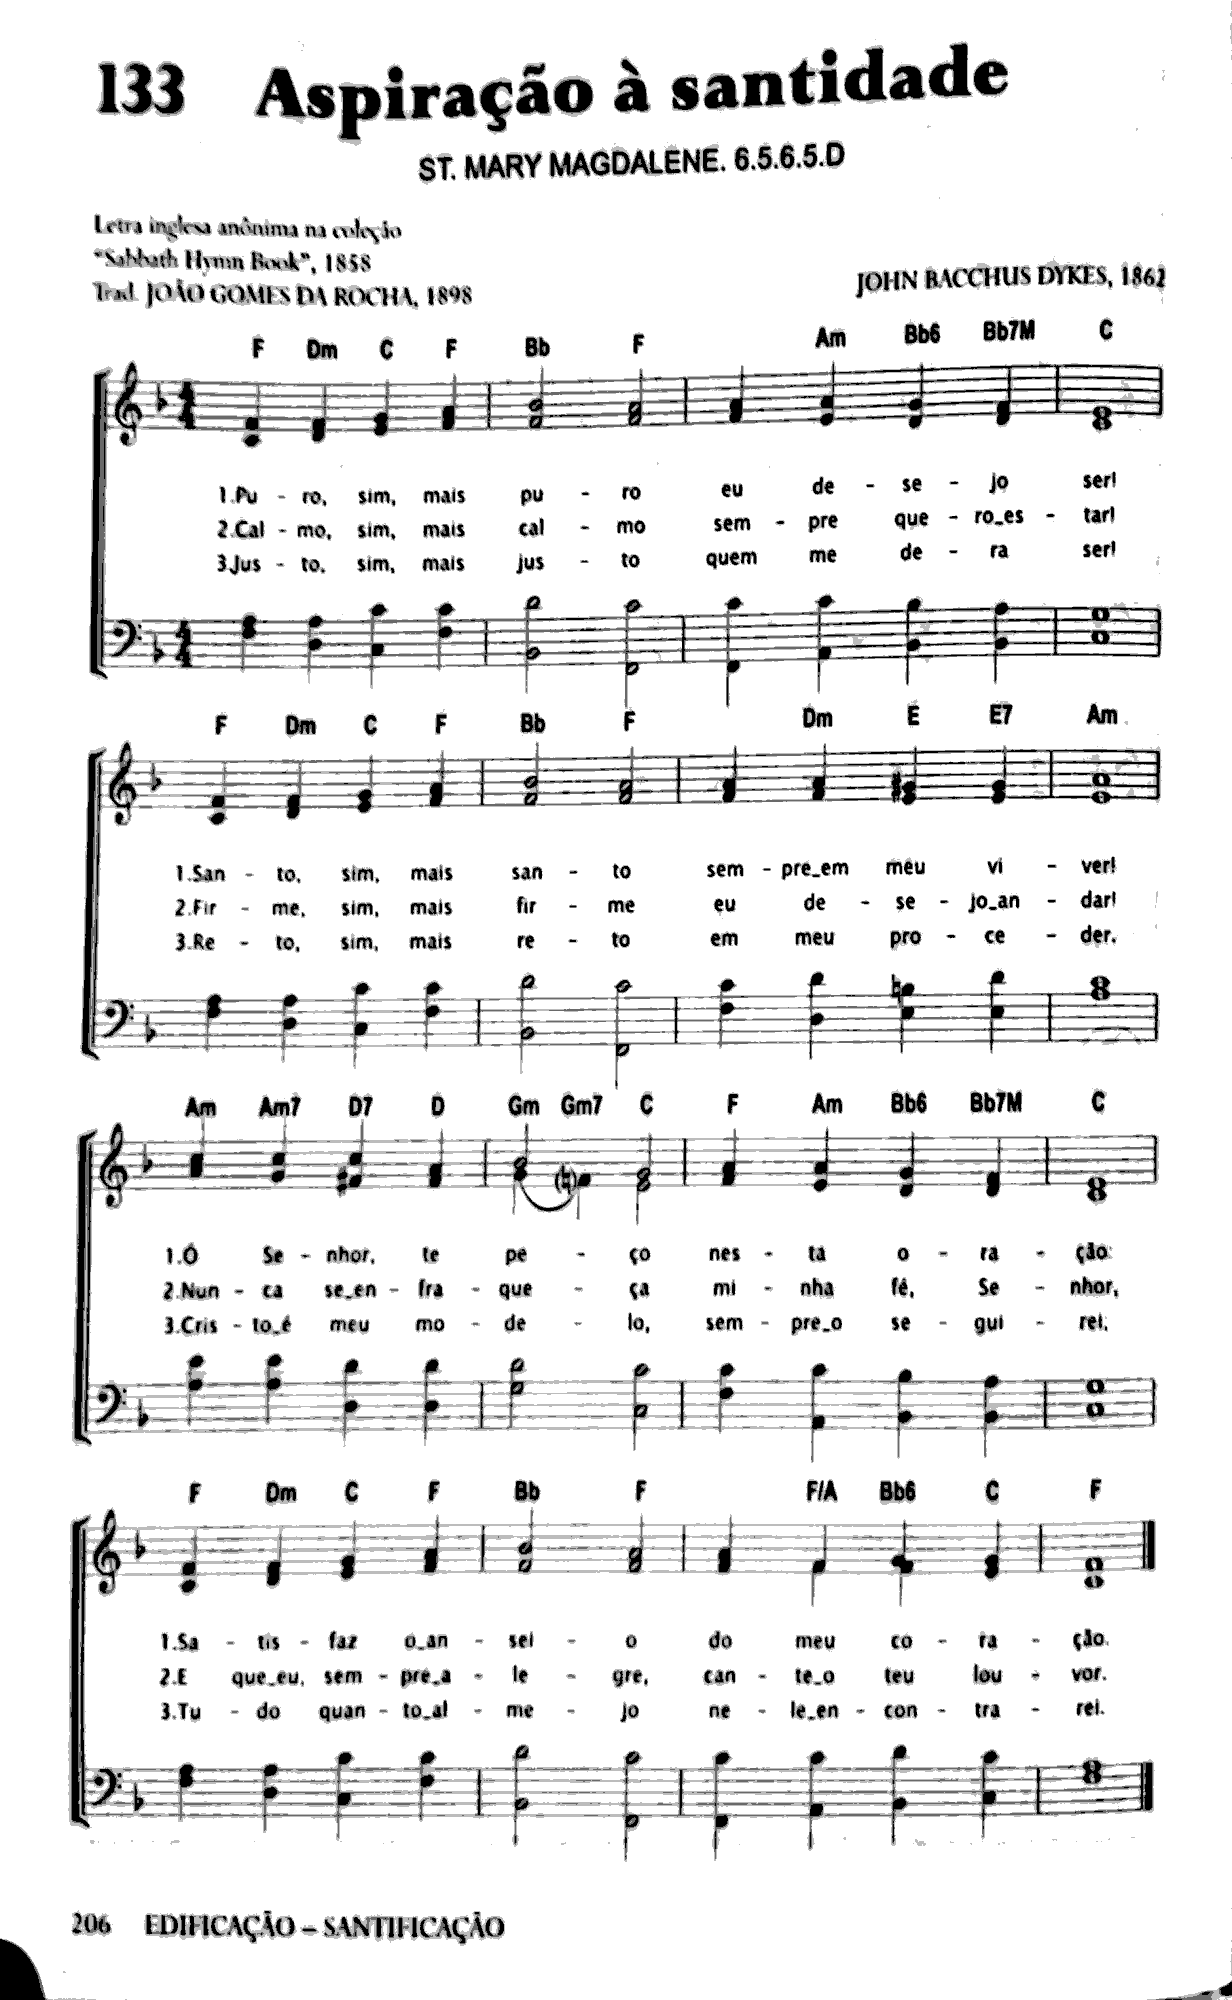 133 Aspiração à santidade
ST. MARY MAGDALENE. 6.5.6.5.D
Letra inglesa anônima na coleção
"Sabbath Hymn Book", 1858
Trad. JOÃO GOMES DA ROCHA, 1898
JOHN BACCHUS DYKES, 1862
F Dm C F Bb F Am Bb6 Bb7M C
4 4
1.Pu - ro, sim, mais pu - ro eu de - se - jo ser!
2.Cal - mo, sim, mais cal - mo sem - pre que - ro_es - tar!
3.Jus - to, sim, mais jus - to quem me de - ra ser!
4 4
F Dm C F Bb F Dm E E7 Am
1.San - to, sim, mais san - to sem - pre_em meu vi - ver!
2.Fir - me, sim, mais fir - me eu de - se - jo_an - dar!
3.Re - to, sim, mais re - to em meu pro - ce - der.
Am Am7 D7 D Gm Gm7 C F Am Bb6 Bb7M C
1.Ó Se - nhor, te pe - ço nes - ta o - ra - ção:
2.Nun - ca se_en - fra - que - ça mi - nha fé, Se - nhor,
3.Cris - to_é meu mo - de - lo, sem - pre_o se - gui - rei;
F Dm C F Bb F F/A Bb6 C F
1.Sa - tis - faz o_an - sei - o do meu co - ra - ção.
2.E que_eu, sem - pre_a - le - gre, can - te_o teu lou - vor.
3.Tu - do quan - to_al - me - jo ne - le_en - con - tra - rei.
206 EDIFICAÇÃO – SANTIFICAÇÃO